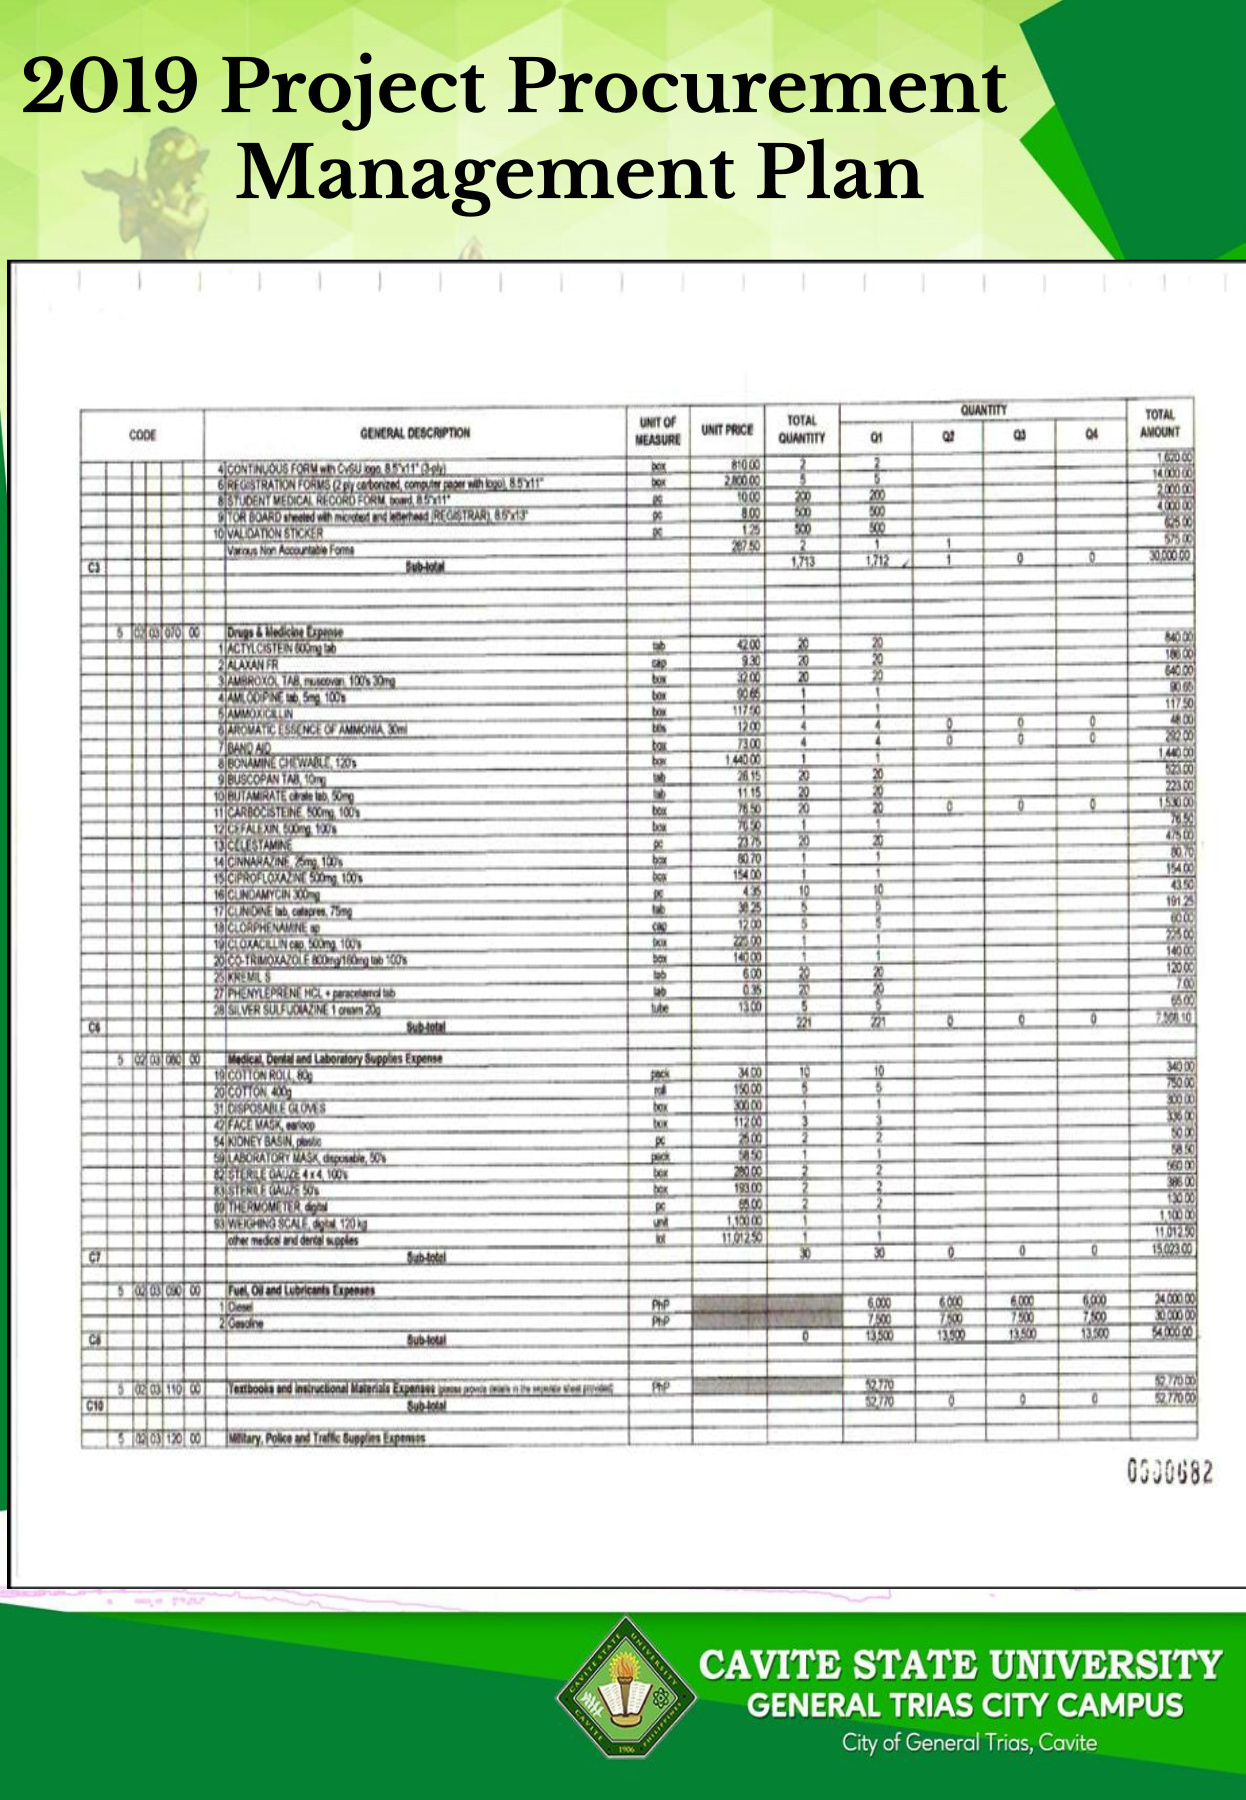 2019 Project Procurement
Management Plan
CODE GENERAL DESCRIPTION UNIT OF MEASURE UNIT PRICE TOTAL QUANTITY QUANTITY Q1 Q2 Q3 Q4 TOTAL AMOUNT
4 CONTINUOUS FORM with CvSU logo, 8.5"x11" (3-ply) box 810.00 2 2 1,620.00
6 REGISTRATION FORMS (2 ply carbonized, computer paper with logo), 8.5"x11" box 2,800.00 5 5 14,000.00
8 STUDENT MEDICAL RECORD FORM, board, 8.5"x11" pc 10.00 200 200 2,000.00
9 TOR BOARD sheeted with microtext and letterhead (REGISTRAR), 8.5"x13" pc 8.00 500 500 4,000.00
10 VALIDATION STICKER pc 1.25 500 500 625.00
Various Non Accountable Forms 287.50 2 1 1 575.00
C3 Sub-total 1,713 1,712 1 0 0 30,000.00
5 02 03 070 00 Drugs & Medicine Expense
1 ACTYLCISTEIN 600mg tab tab 42.00 20 20 840.00
2 ALAXAN FR cap 9.30 20 20 186.00
3 AMBROXOL TAB, muscovan, 100's 30mg box 32.00 20 20 640.00
4 AMLODIPINE tab, 5mg, 100's box 90.65 1 1 90.65
5 AMMOXICILLIN box 117.50 1 1 117.50
6 AROMATIC ESSENCE OF AMMONIA, 30ml btls 12.00 4 4 0 0 0 48.00
7 BAND AID box 73.00 4 4 0 0 0 292.00
8 BONAMINE CHEWABLE, 120's box 1,440.00 1 1 1,440.00
9 BUSCOPAN TAB, 10mg tab 26.15 20 20 523.00
10 BUTAMIRATE citrate tab, 50mg tab 11.15 20 20 223.00
11 CARBOCISTEINE, 500mg, 100's box 76.50 20 20 0 0 0 1,530.00
12 CEFALEXIN, 500mg, 100's box 76.50 1 1 76.50
13 CELESTAMINE pc 23.75 20 20 475.00
14 CINNARAZINE, 25mg, 100's box 80.70 1 1 80.70
15 CIPROFLOXAZINE 500mg, 100's box 154.00 1 1 154.00
16 CLINDAMYCIN 300mg pc 4.35 10 10 43.50
17 CLINIDINE tab, catapres, 75mg tab 38.25 5 5 191.25
18 CLORPHENAMINE cap 12.00 5 5 60.00
19 CLOXACILLIN cap, 500mg, 100's box 225.00 1 1 225.00
20 CO-TRIMOXAZOLE 800mg/160mg tab 100's box 140.00 1 1 140.00
25 KREMIL S tab 6.00 20 20 120.00
27 PHENYLEPRENE HCL + paracetamol tab tab 0.35 20 20 7.00
28 SILVER SULFUDIAZINE 1 cream 20g tube 13.00 5 5 65.00
C6 Sub-total 221 221 0 0 0 7,568.10
5 02 03 080 00 Medical, Dental and Laboratory Supplies Expense
19 COTTON ROLL, 80g pack 34.00 10 10 340.00
20 COTTON, 400g roll 150.00 5 5 750.00
31 DISPOSABLE GLOVES box 300.00 1 1 300.00
42 FACE MASK, earloop box 112.00 3 3 336.00
54 KIDNEY BASIN, plastic pc 25.00 2 2 50.00
59 LABORATORY MASK, disposable, 50's pack 58.50 1 1 58.50
82 STERILE GAUZE 4 x 4, 100's box 280.00 2 2 560.00
83 STERILE GAUZE 50's box 193.00 2 2 386.00
89 THERMOMETER, digital pc 65.00 2 2 130.00
93 WEIGHING SCALE, digital, 120 kg unit 1,100.00 1 1 1,100.00
other medical and dental supplies lot 11,012.50 1 1 11,012.50
C7 Sub-total 30 30 0 0 0 15,023.00
5 02 03 090 00 Fuel, Oil and Lubricants Expenses
1 Diesel PhP 6,000 6,000 6,000 6,000 24,000.00
2 Gasoline PhP 7,500 7,500 7,500 7,500 30,000.00
C8 Sub-total 0 13,500 13,500 13,500 13,500 54,000.00
5 02 03 110 00 Textbooks and Instructional Materials Expenses (please provide details in the separate sheet provided) PhP 52,770 52,770.00
C10 Sub-total 52,770 0 0 0 52,770.00
5 02 03 120 00 Military, Police and Traffic Supplies Expenses
CAVITE STATE UNIVERSITY
GENERAL TRIAS CITY CAMPUS
City of General Trias, Cavite
CAVITE STATE UNIVERSITY
CAVITE PHILIPPINES
1906